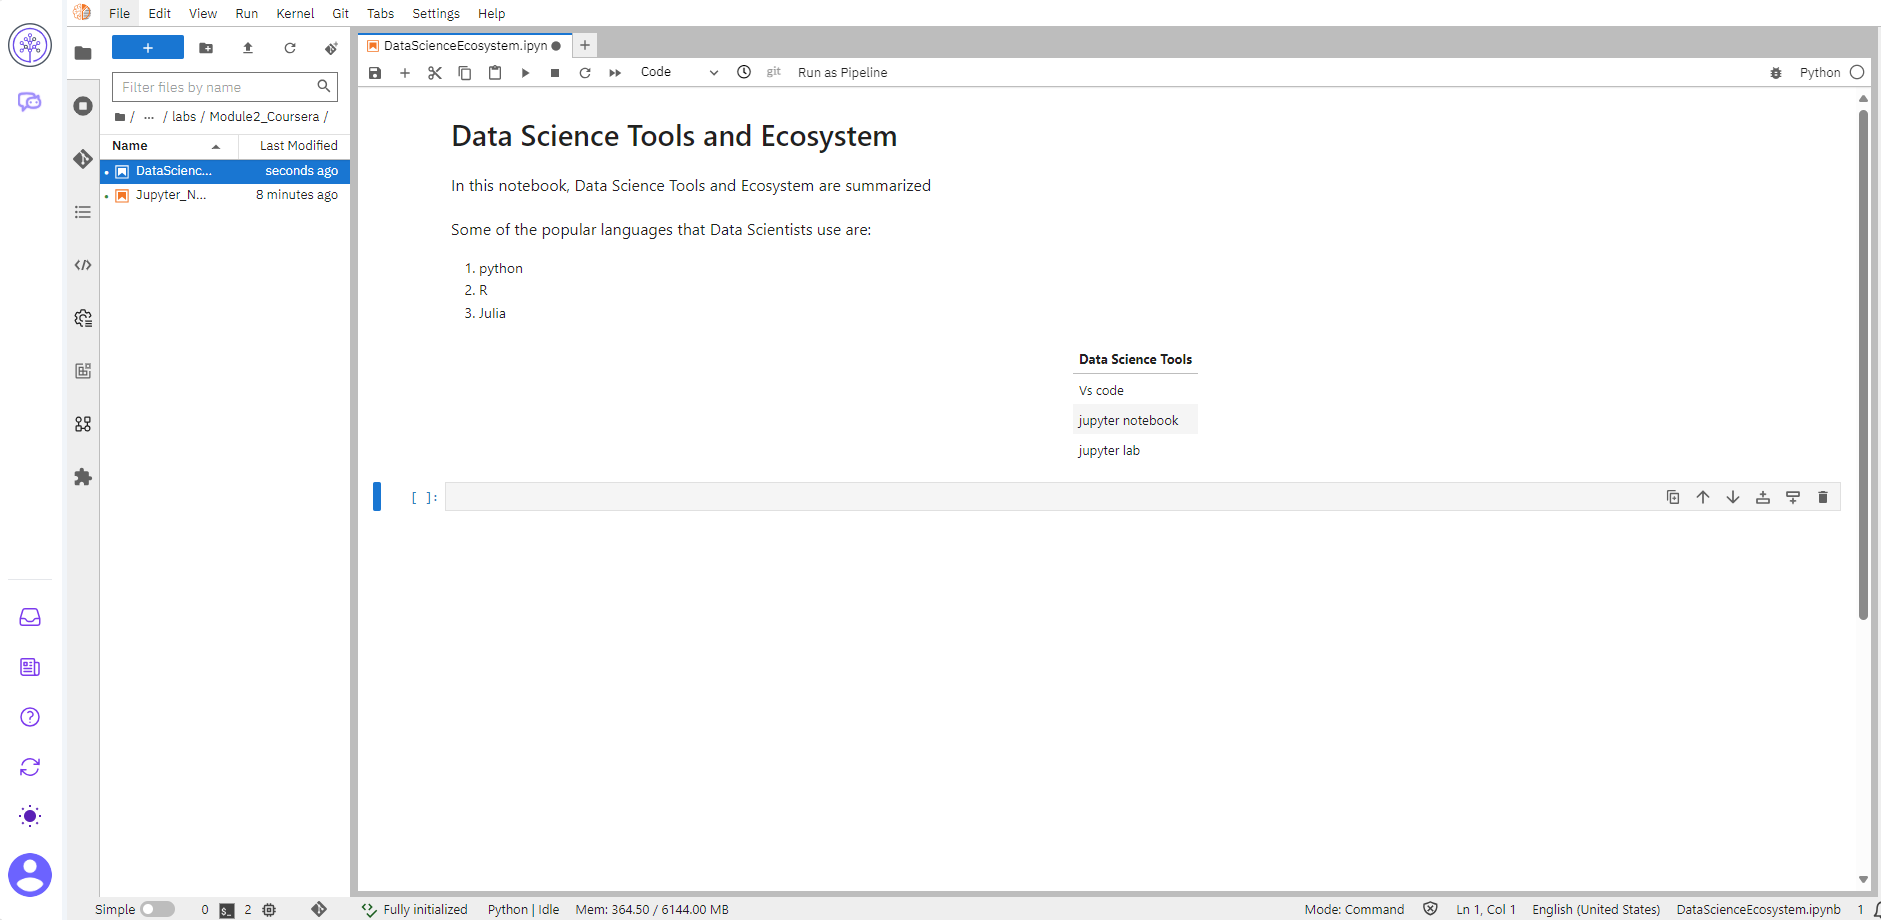 File Edit View Run Kernel Git Tabs Settings Help
+
Filter files by name
/ ... / labs / Module2_Coursera /
Name Last Modified
DataScienc... seconds ago
Jupyter_N... 8 minutes ago
DataScienceEcosystem.ipyn
Code git Run as Pipeline Python
Data Science Tools and Ecosystem
In this notebook, Data Science Tools and Ecosystem are summarized
Some of the popular languages that Data Scientists use are:
1. python
2. R
3. Julia
Data Science Tools
Vs code
jupyter notebook
jupyter lab
[ ]:
Simple 0 $_ 2 Fully initialized Python | Idle Mem: 364.50 / 6144.00 MB Mode: Command Ln 1, Col 1 English (United States) DataScienceEcosystem.ipynb 1